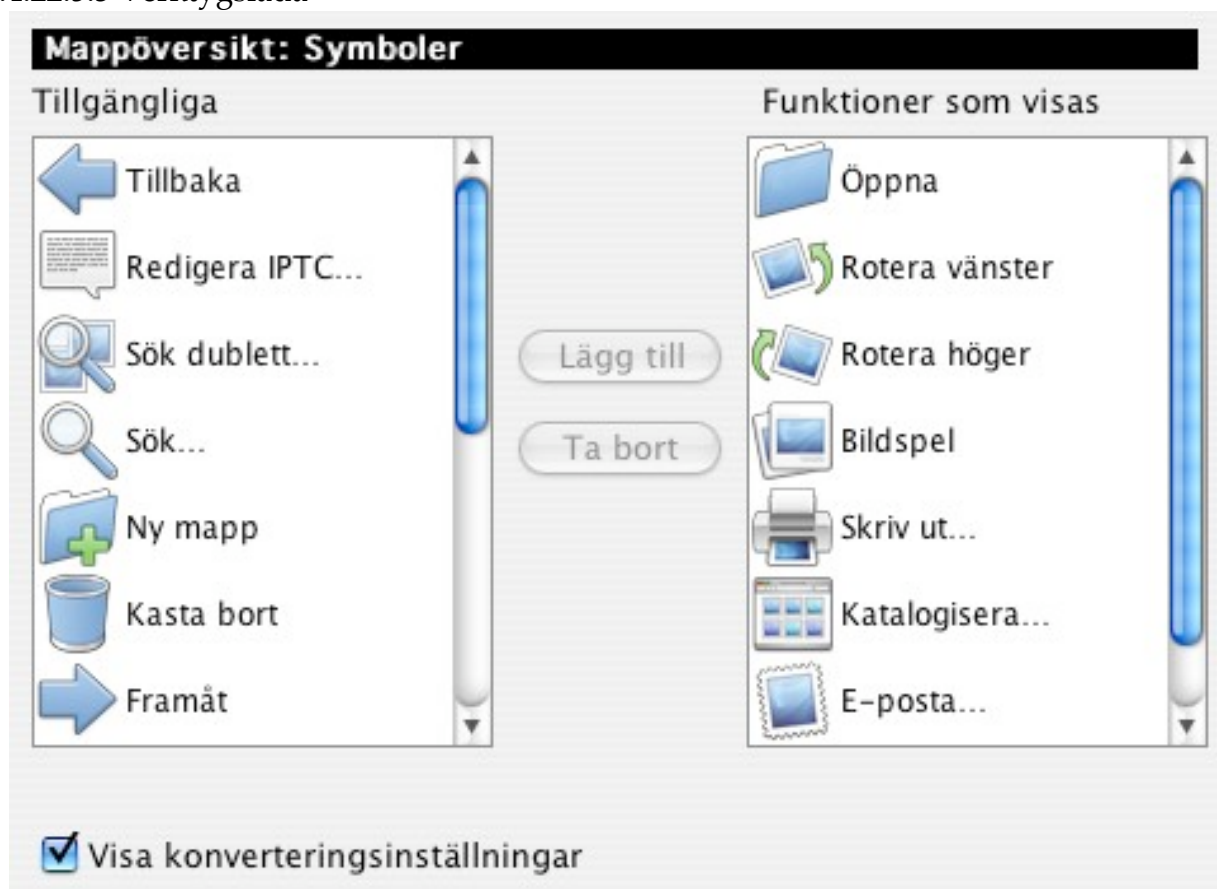 Mappöversikt: Symboler
Tillgängliga
Funktioner som visas
Tillbaka
Redigera IPTC...
Sök dublett...
Sök...
Ny mapp
Kasta bort
Framåt
Lägg till
Ta bort
Öppna
Rotera vänster
Rotera höger
Bildspel
Skriv ut...
Katalogisera...
E-posta...
Visa konverteringsinställningar